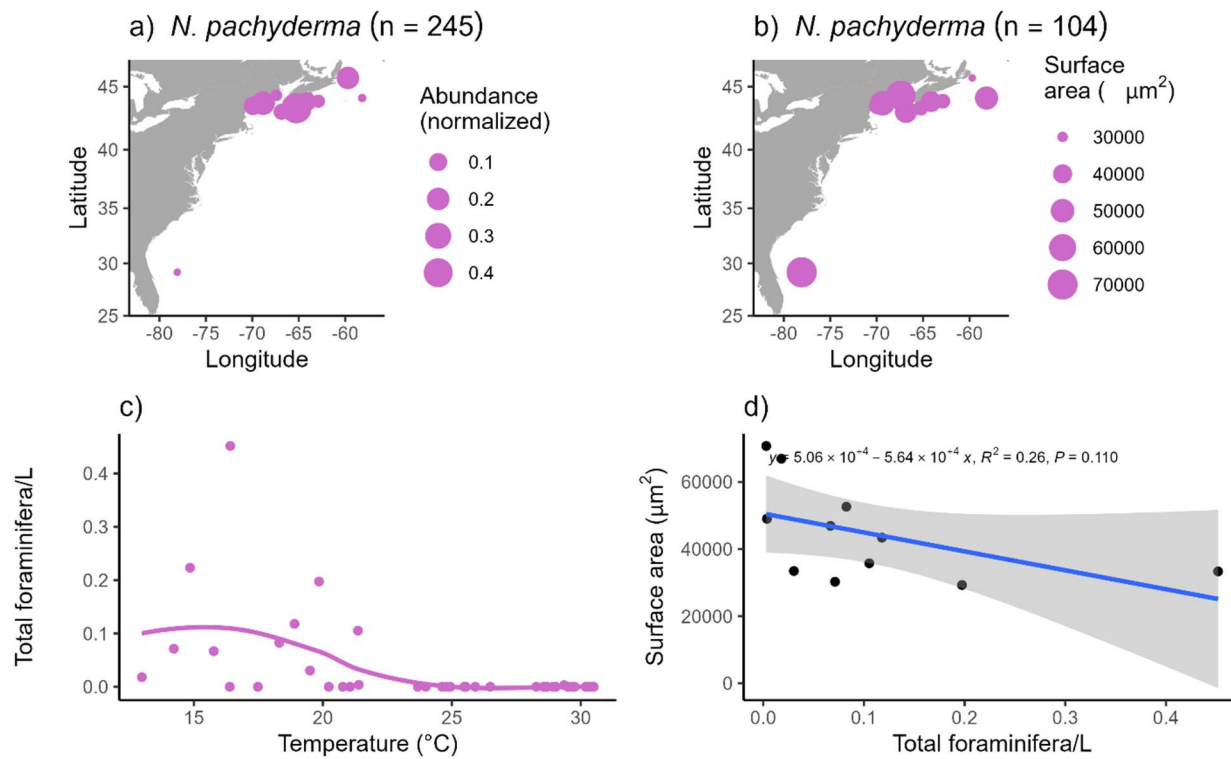 a) N. pachyderma (n = 245)
45
40
35
30
25
Latitude
-80 -75 -70 -65 -60
Longitude
Abundance
(normalized)
0.1
0.2
0.3
0.4
b) N. pachyderma (n = 104)
45
40
35
30
25
Latitude
-80 -75 -70 -65 -60
Longitude
Surface
area ( μm²)
30000
40000
50000
60000
70000
c)
Total foraminifera/L
0.4
0.3
0.2
0.1
0.0
15 20 25 30
Temperature (°C)
d)
Surface area (μm²)
60000
40000
20000
0
y = 5.06 × 10⁺⁴ − 5.64 × 10⁺⁴ x, R² = 0.26, P = 0.110
0.0 0.1 0.2 0.3 0.4
Total foraminifera/L